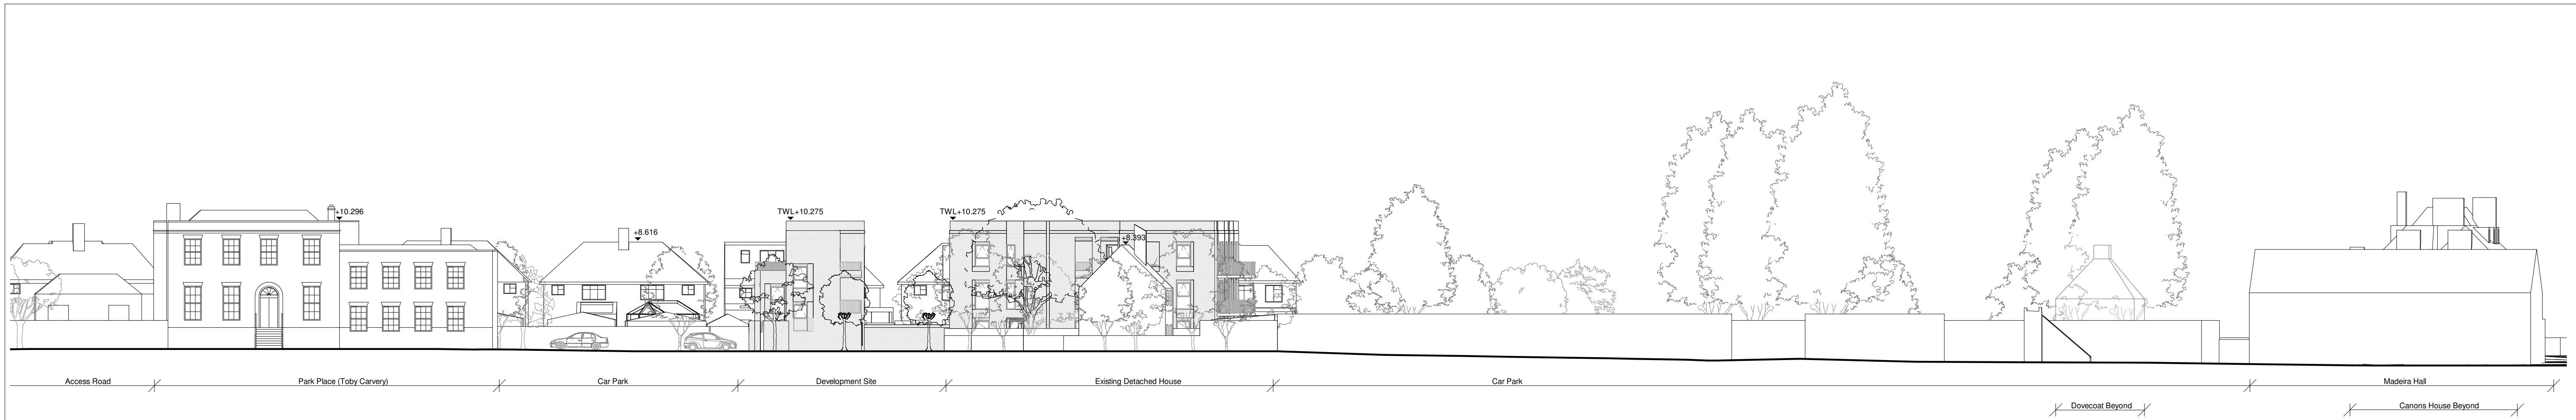 +10.296
TWL+10.275
TWL+10.275
+8.616
+8.393
Access Road
Park Place (Toby Carvery)
Car Park
Development Site
Existing Detached House
Car Park
Madeira Hall
Dovecoat Beyond
Canons House Beyond